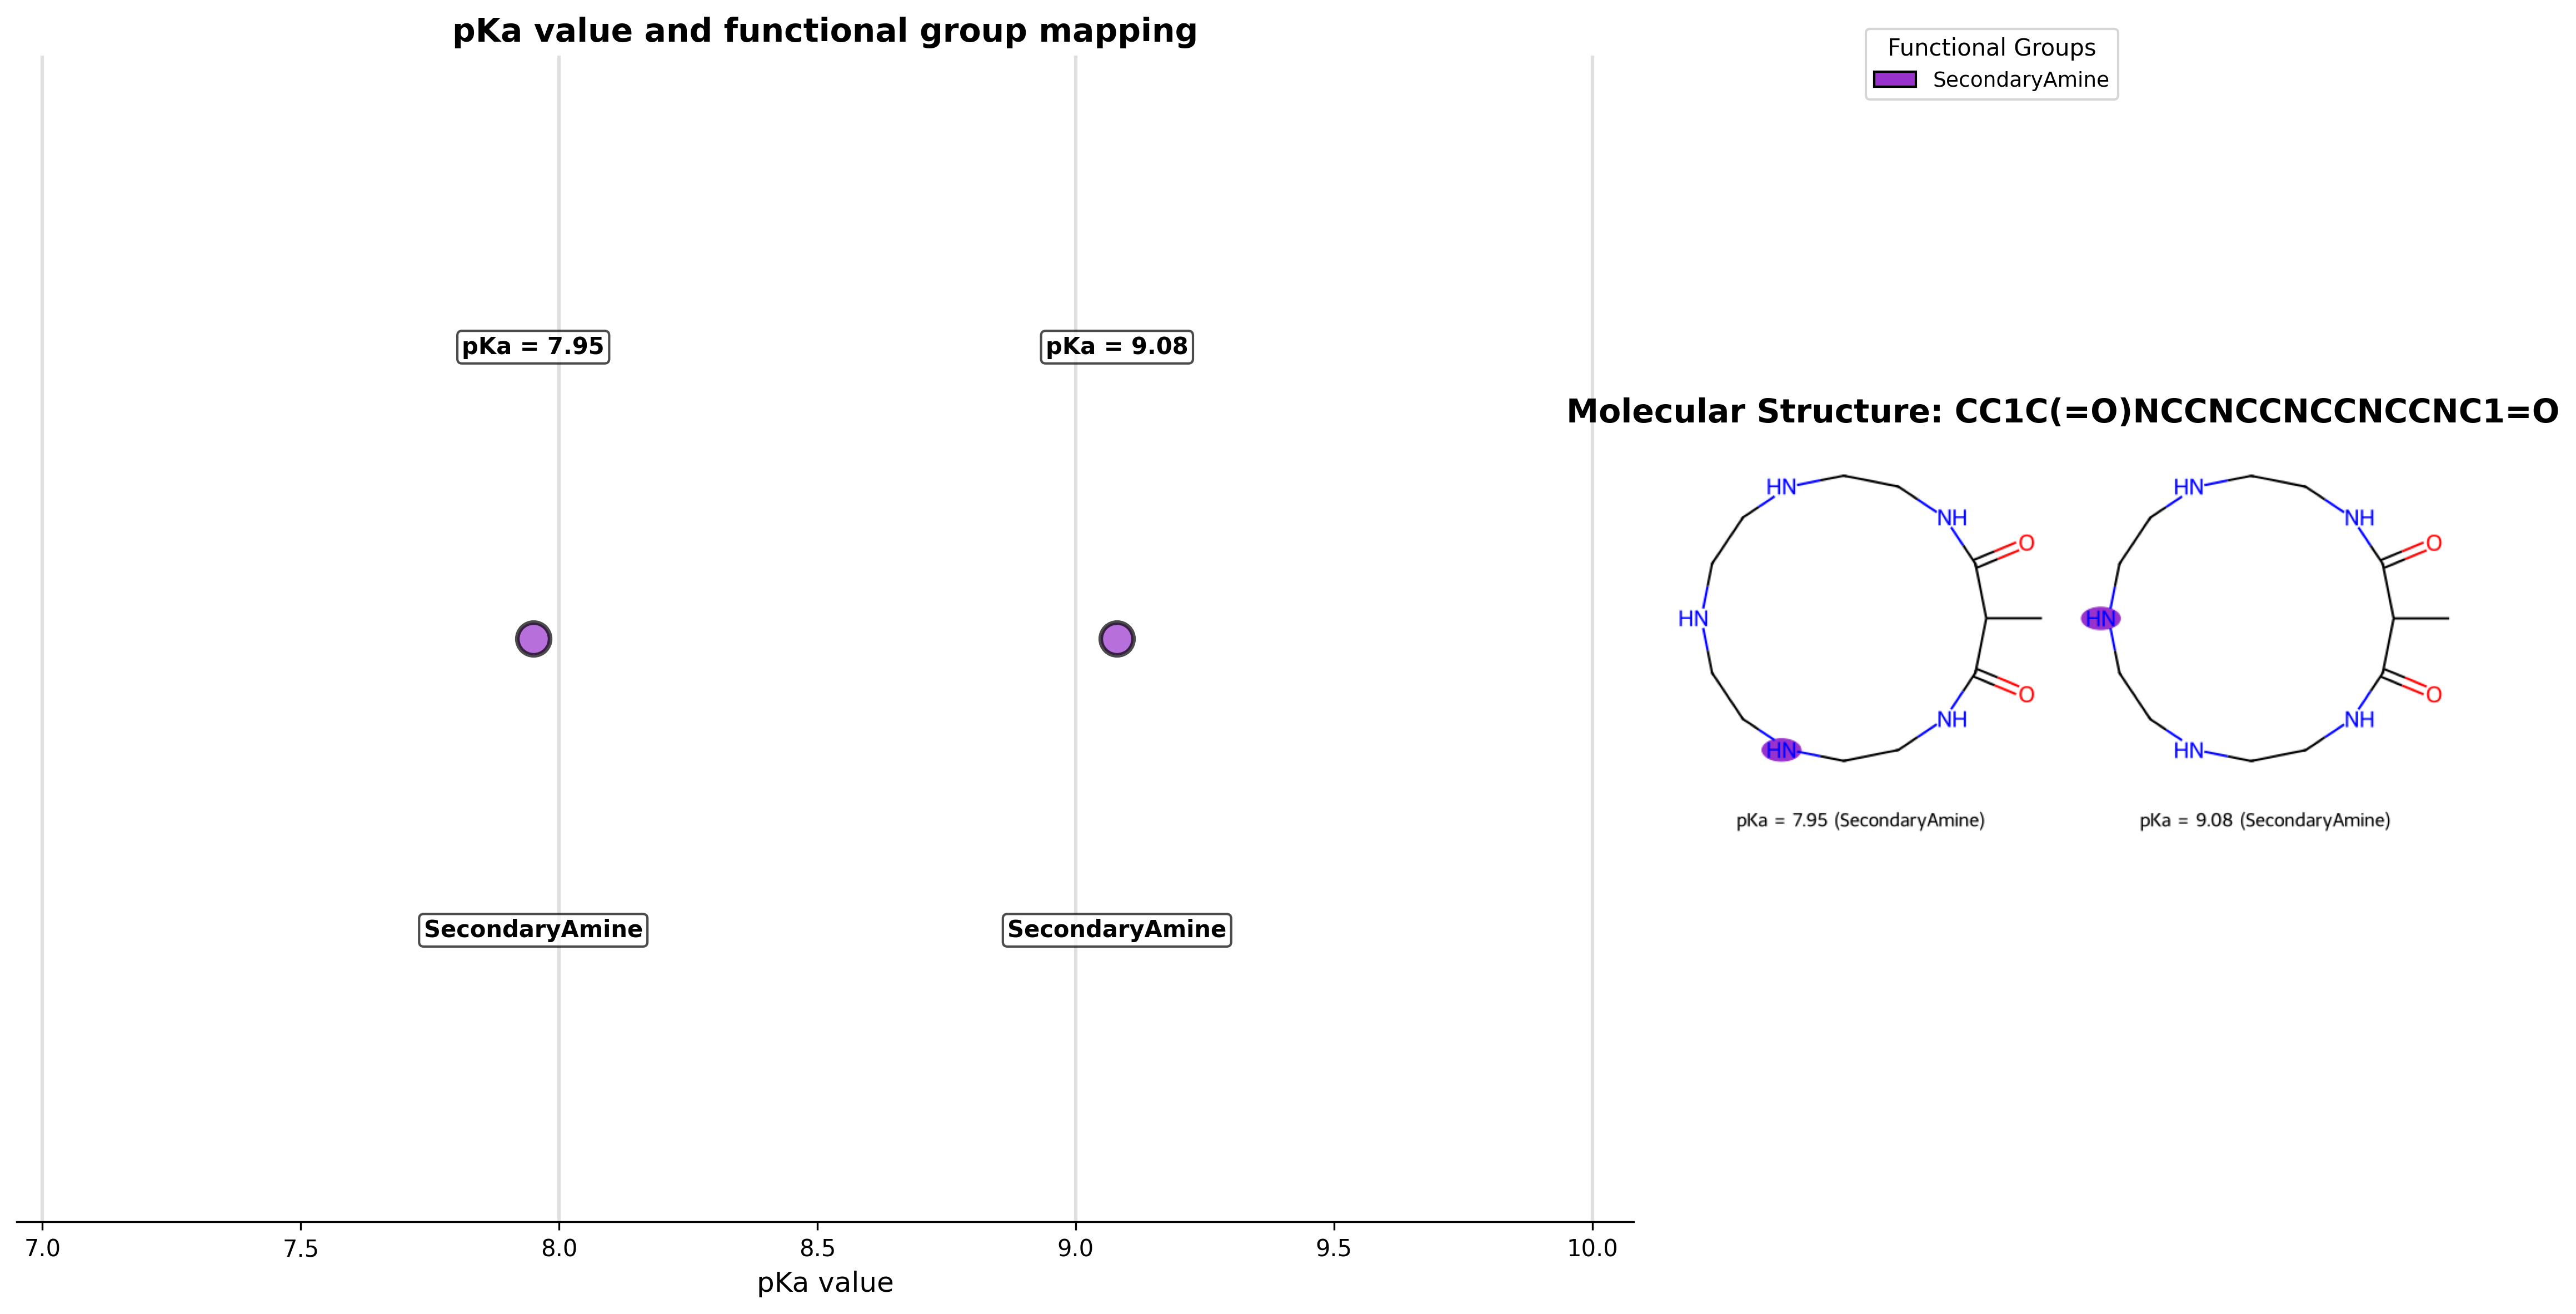 pKa value and functional group mapping
Functional Groups
SecondaryAmine
pKa = 7.95
pKa = 9.08
SecondaryAmine
SecondaryAmine
7.0
7.5
8.0
8.5
9.0
9.5
10.0
pKa value
Molecular Structure: CC1C(=O)NCCNCCNCCNCCNC1=O
HN
NH
O
HN
O
NH
HN
pKa = 7.95 (SecondaryAmine)
HN
NH
O
HN
O
NH
HN
pKa = 9.08 (SecondaryAmine)